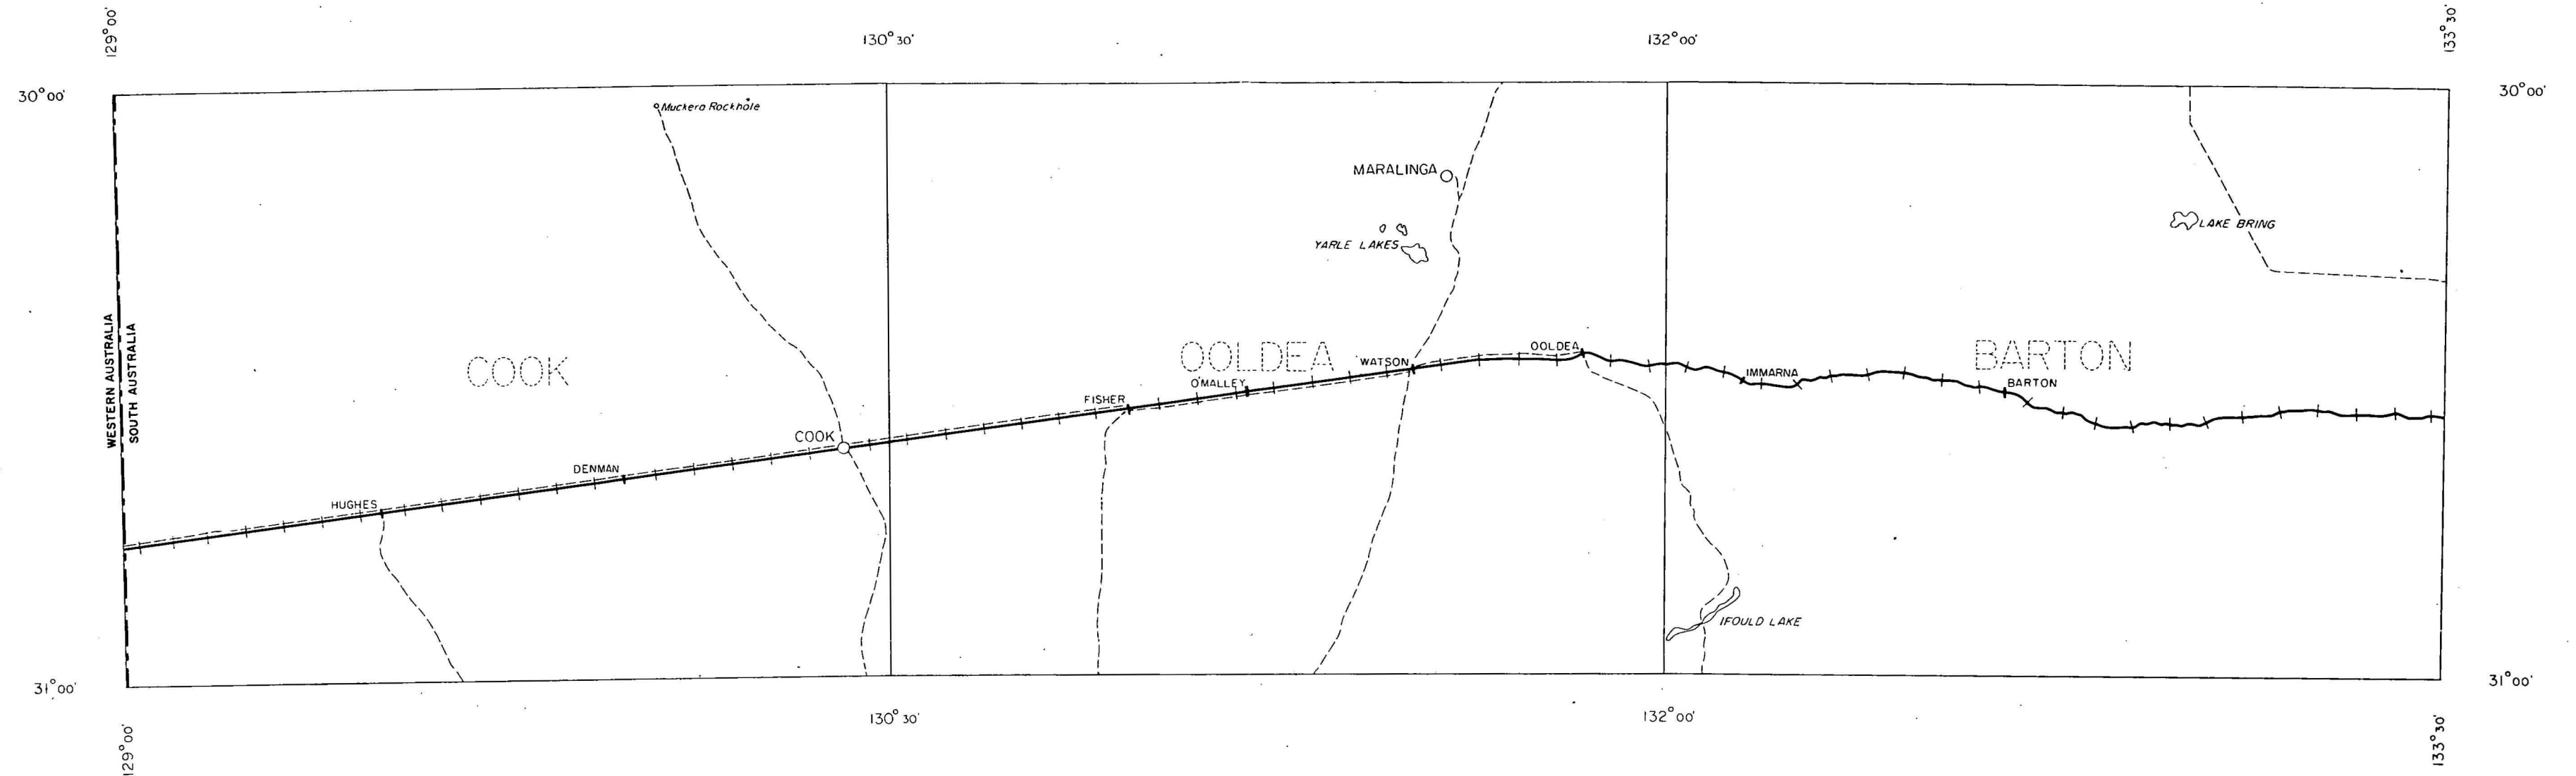 129°00'
130°30'
132°00'
133°30'
30°00'
30°00'
Muckera Rockhole
MARALINGA
YARLE LAKES
LAKE BRING
WESTERN AUSTRALIA
SOUTH AUSTRALIA
COOK
OOLDEA
BARTON
OOLDEA
WATSON
IMMARNA
O'MALLEY
BARTON
FISHER
COOK
DENMAN
HUGHES
IFOULD LAKE
31°00'
31°00'
129°00'
130°30'
132°00'
133°30'